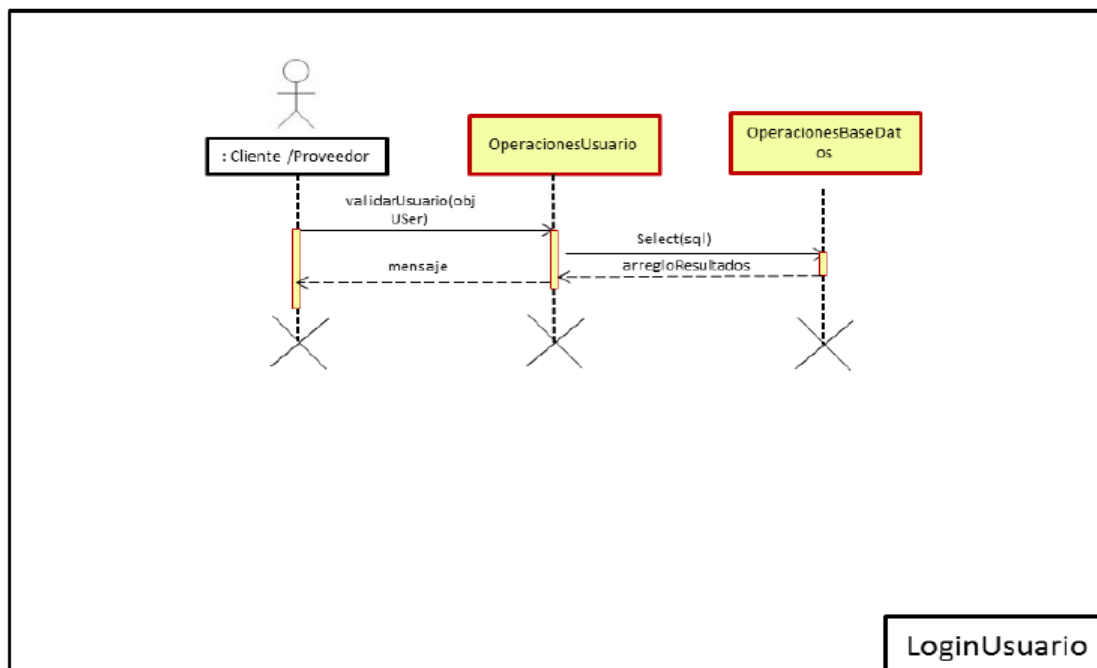 : Cliente /Proveedor
OperacionesUsuario
OperacionesBaseDat
os
validarUsuario(obj
USer)
Select(sql)
arregloResultados
mensaje
LoginUsuario